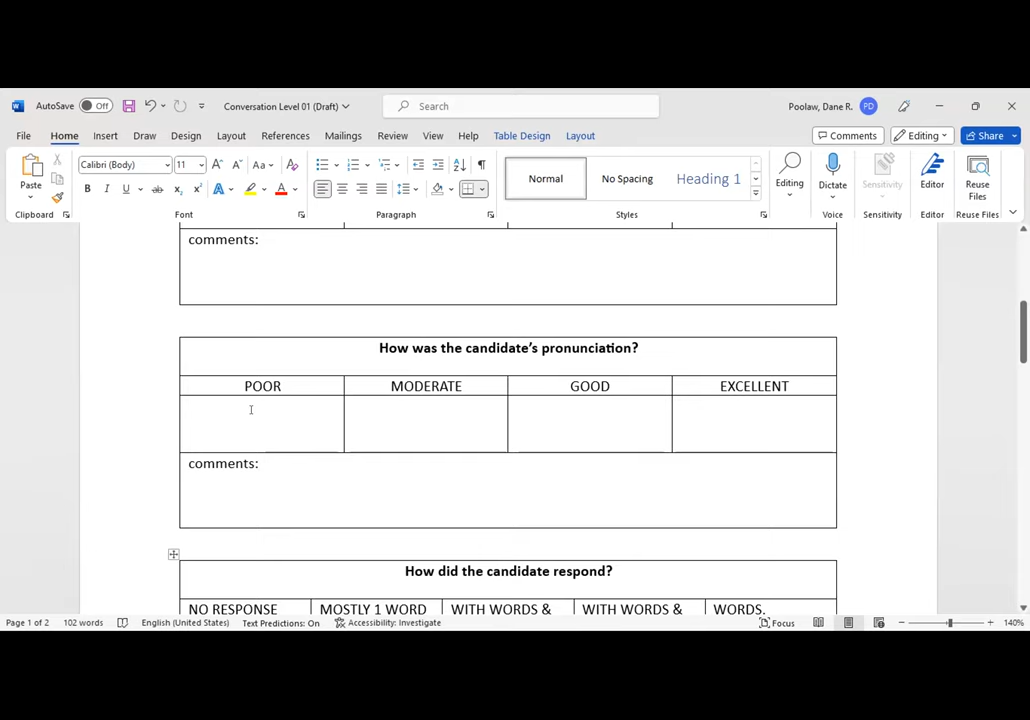 AutoSave Off Conversation Level 01 (Draft) Search Poolaw, Dane R. PD
File Home Insert Draw Design Layout References Mailings Review View Help Table Design Layout Comments Editing Share
Paste Calibri (Body) 11 Aa Normal No Spacing Heading 1 Editing Dictate Sensitivity Editor Reuse Files
Clipboard Font Paragraph Styles Voice Sensitivity Editor Reuse Files
comments:
How was the candidate's pronunciation?
POOR MODERATE GOOD EXCELLENT
comments:
How did the candidate respond?
NO RESPONSE MOSTLY 1 WORD WITH WORDS & WITH WORDS & WORDS,
Page 1 of 2 102 words English (United States) Text Predictions: On Accessibility: Investigate Focus 140%